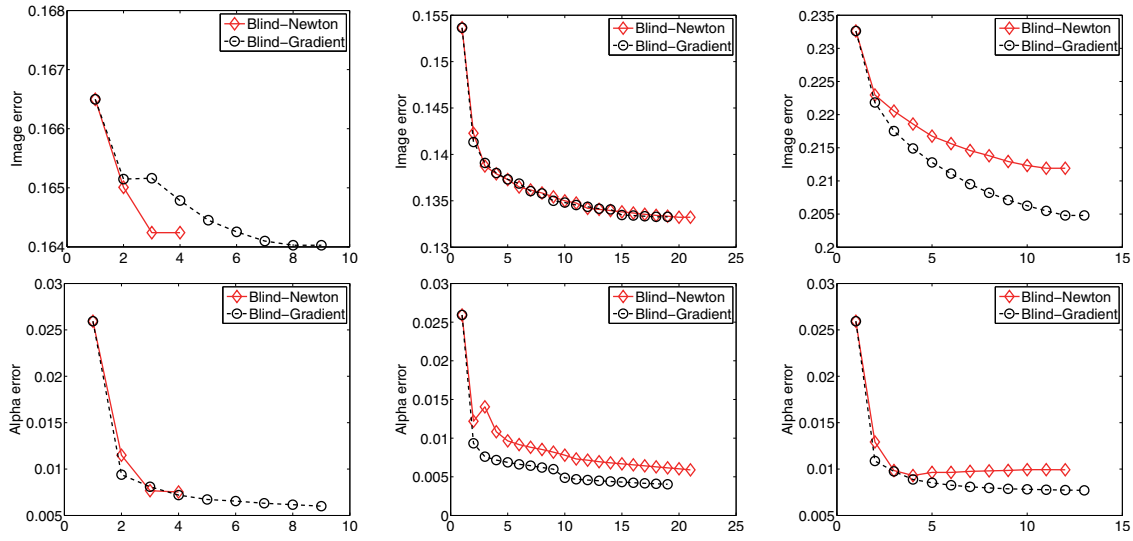 0.168
0.167
0.166
0.165
0.164
0 2 4 6 8 10
Image error
Blind-Newton
Blind-Gradient
0.155
0.15
0.145
0.14
0.135
0.13
0 5 10 15 20 25
Image error
Blind-Newton
Blind-Gradient
0.235
0.23
0.225
0.22
0.215
0.21
0.205
0.2
0 5 10 15
Image error
Blind-Newton
Blind-Gradient
0.03
0.025
0.02
0.015
0.01
0.005
0 2 4 6 8 10
Alpha error
Blind-Newton
Blind-Gradient
0.03
0.025
0.02
0.015
0.01
0.005
0
0 5 10 15 20 25
Alpha error
Blind-Newton
Blind-Gradient
0.03
0.025
0.02
0.015
0.01
0.005
0 5 10 15
Alpha error
Blind-Newton
Blind-Gradient